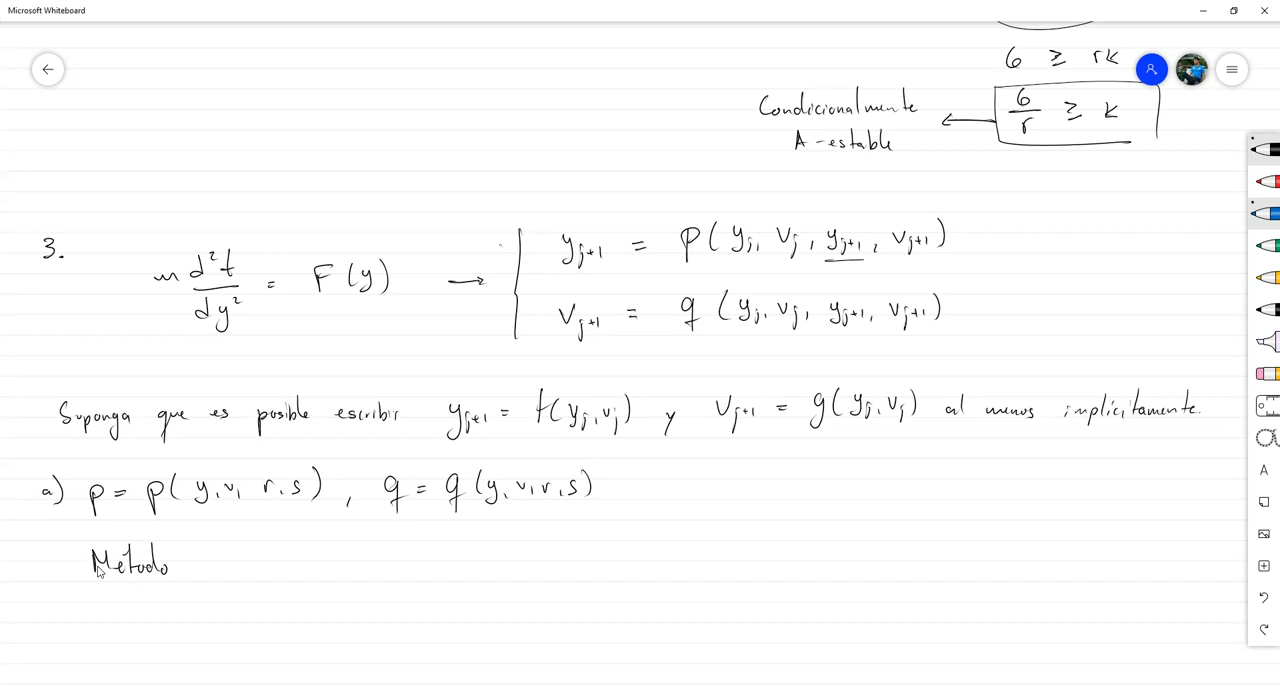 Microsoft Whiteboard
6 ≥ rk
6/r ≥ k
Condicionalmente
A-estable
3. m d²t/dy² = F(y) → y_{j+1} = p(y_j, v_j, y_{j+1}, v_{j+1})
v_{j+1} = q(y_j, v_j, y_{j+1}, v_{j+1})
Suponga que es posible escribir y_{j+1} = f(y_j, v_j) y v_{j+1} = g(y_j, v_j) al menos implícitamente.
a) p = p(y, v, r, s), q = q(y, v, r, s)
Método
A